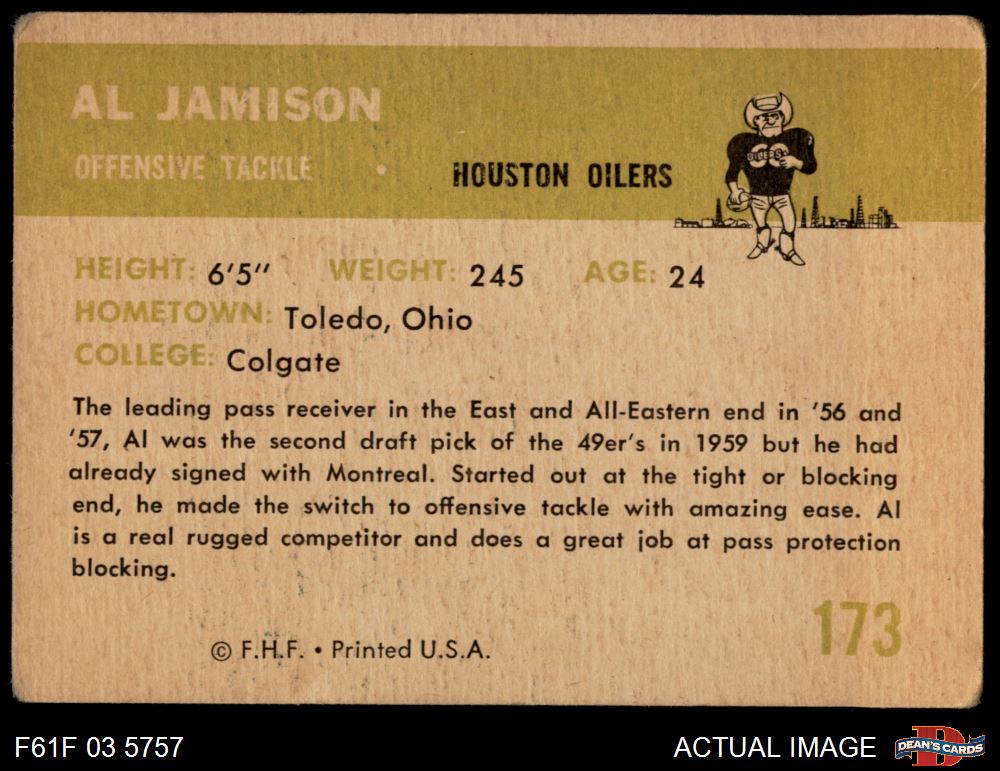 AL JAMISON
OFFENSIVE TACKLE • HOUSTON OILERS
OILERS
HEIGHT: 6'5" WEIGHT: 245 AGE: 24
HOMETOWN: Toledo, Ohio
COLLEGE: Colgate
The leading pass receiver in the East and All-Eastern end in '56 and
'57, Al was the second draft pick of the 49er's in 1959 but he had
already signed with Montreal. Started out at the tight or blocking
end, he made the switch to offensive tackle with amazing ease. Al
is a real rugged competitor and does a great job at pass protection
blocking.
173
© F.H.F. • Printed U.S.A.
F61F 03 5757 ACTUAL IMAGE D DEAN'S CARDS